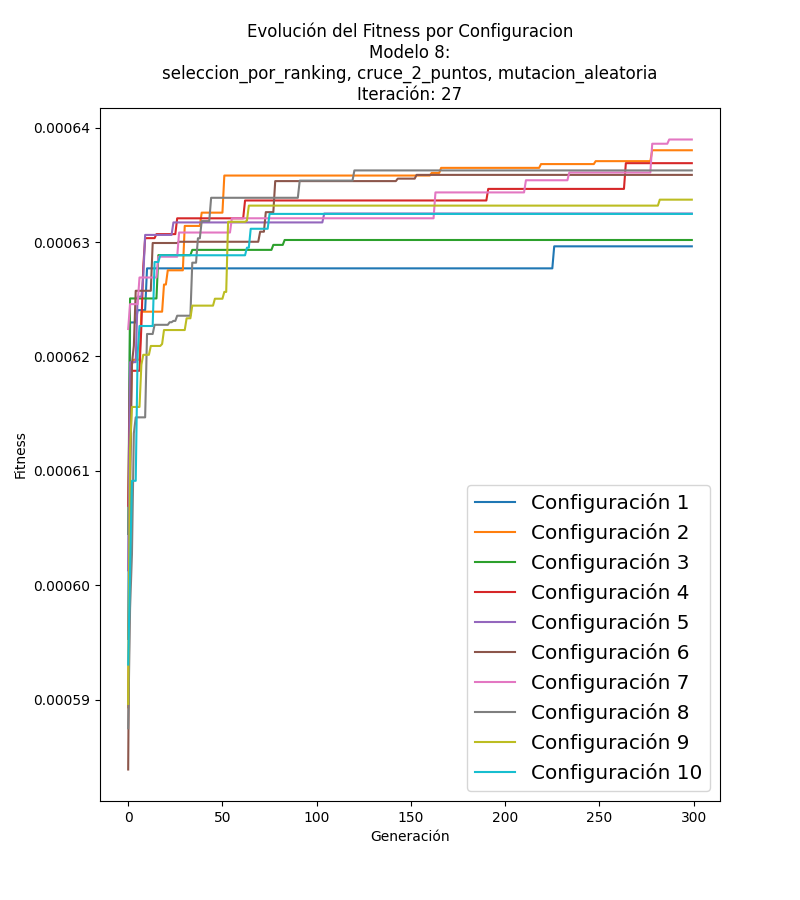 Evolución del Fitness por Configuracion
Modelo 8:
seleccion_por_ranking, cruce_2_puntos, mutacion_aleatoria
Iteración: 27
0.00064
0.00063
0.00062
0.00061
0.00060
0.00059
Fitness
Configuración 1
Configuración 2
Configuración 3
Configuración 4
Configuración 5
Configuración 6
Configuración 7
Configuración 8
Configuración 9
Configuración 10
0 50 100 150 200 250 300
Generación